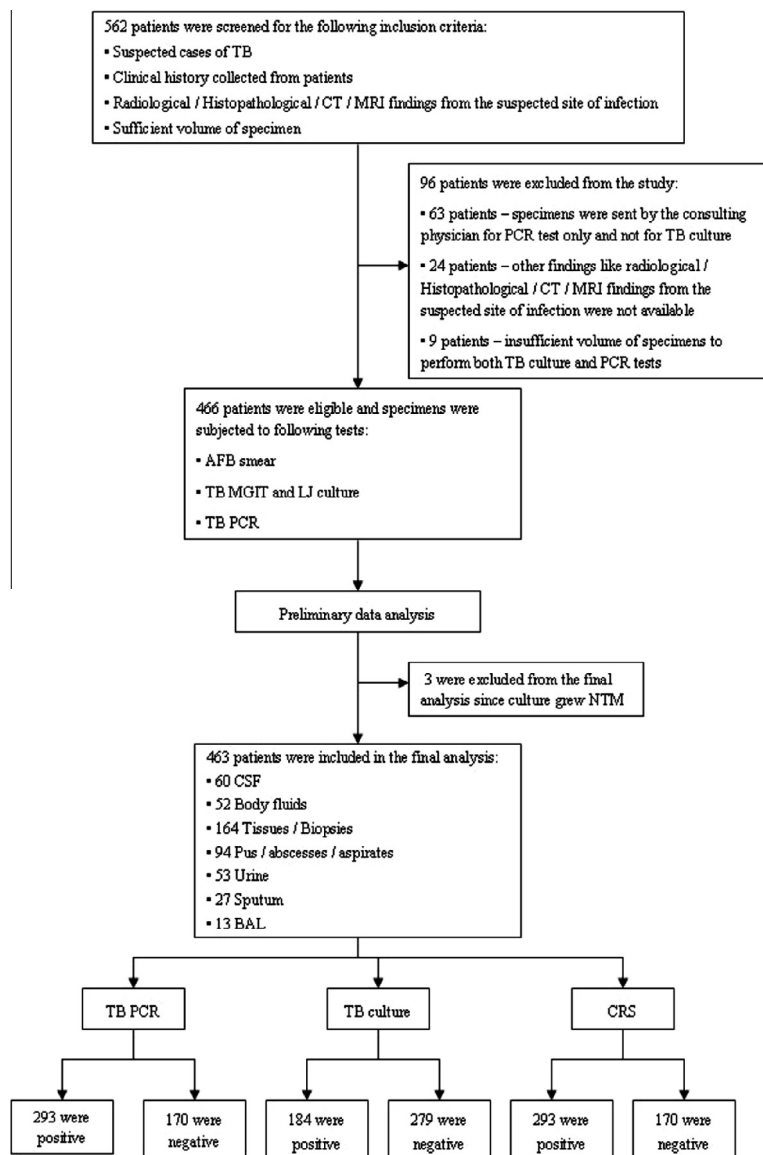 562 patients were screened for the following inclusion criteria:
▪ Suspected cases of TB
▪ Clinical history collected from patients
▪ Radiological / Histopathological / CT / MRI findings from the suspected site of infection
▪ Sufficient volume of specimen
96 patients were excluded from the study:
▪ 63 patients – specimens were sent by the consulting
physician for PCR test only and not for TB culture
▪ 24 patients – other findings like radiological /
Histopathological / CT / MRI findings from the
suspected site of infection were not available
▪ 9 patients – insufficient volume of specimens to
perform both TB culture and PCR tests
466 patients were eligible and specimens were
subjected to following tests:
▪ AFB smear
▪ TB MGIT and LJ culture
▪ TB PCR
Preliminary data analysis
3 were excluded from the final
analysis since culture grew NTM
463 patients were included in the final analysis:
▪ 60 CSF
▪ 52 Body fluids
▪ 164 Tissues / Biopsies
▪ 94 Pus / abscesses / aspirates
▪ 53 Urine
▪ 27 Sputum
▪ 13 BAL
TB PCR
TB culture
CRS
293 were
positive
170 were
negative
184 were
positive
279 were
negative
293 were
positive
170 were
negative